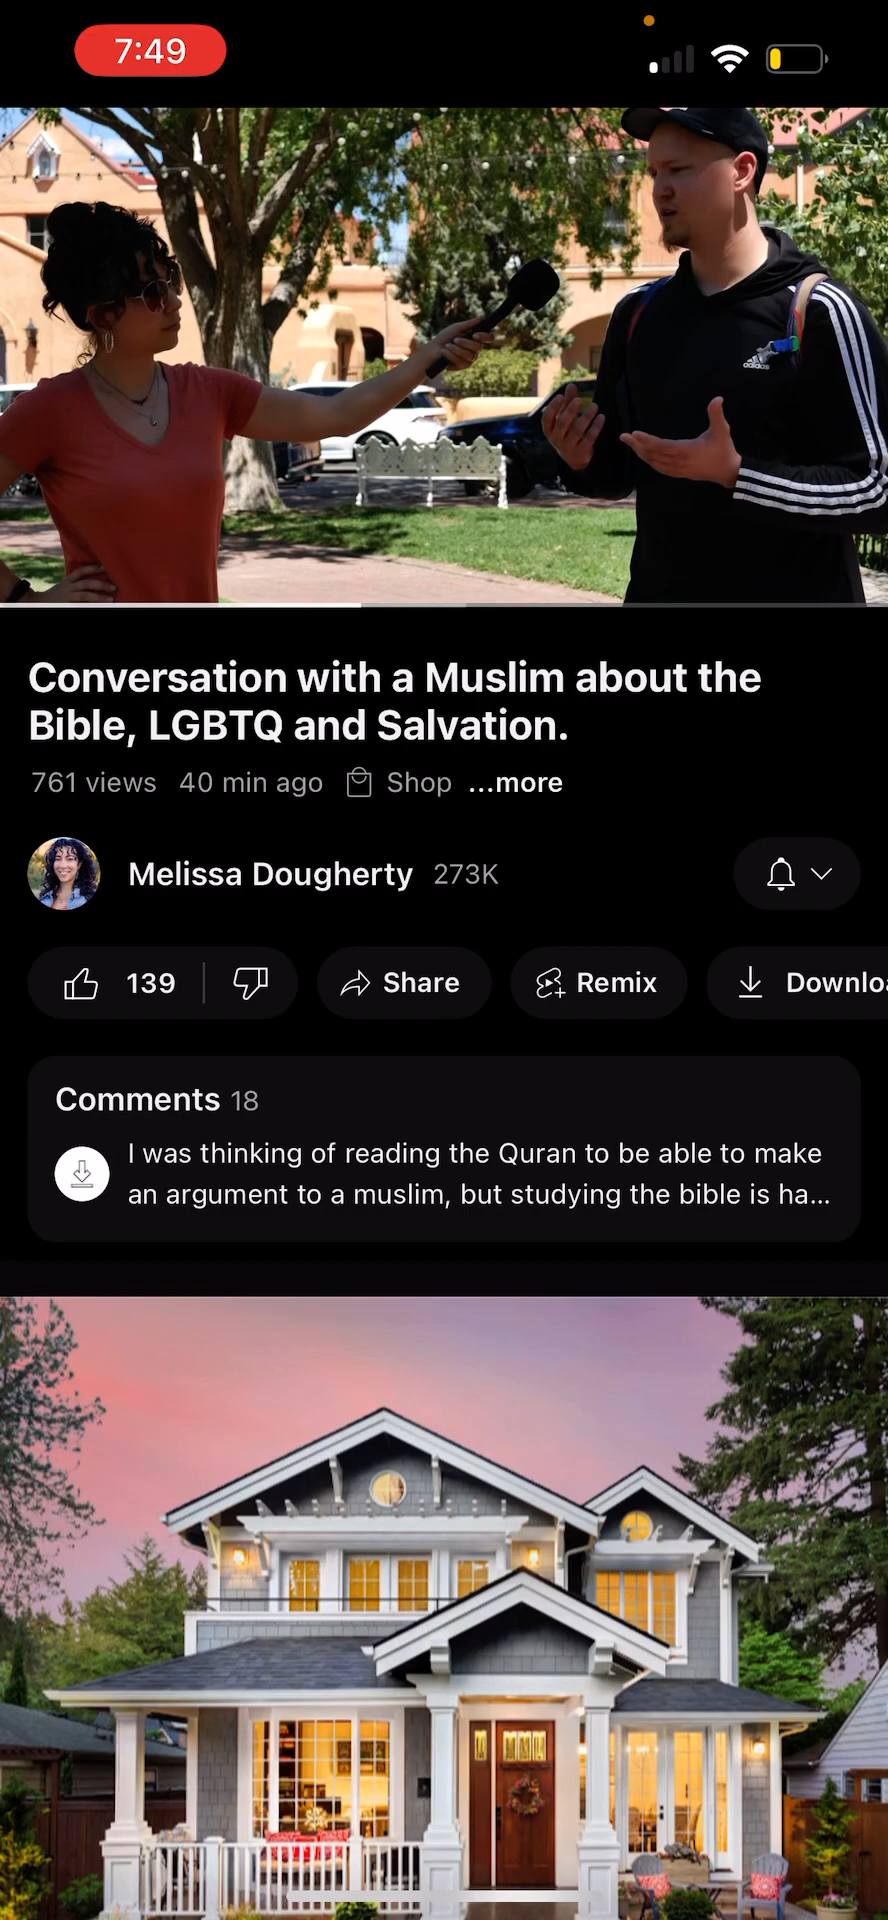 7:49
adidas
Conversation with a Muslim about the
Bible, LGBTQ and Salvation.
761 views 40 min ago Shop ...more
Melissa Dougherty 273K
139 Share Remix Downlo
Comments 18
I was thinking of reading the Quran to be able to make
an argument to a muslim, but studying the bible is ha...